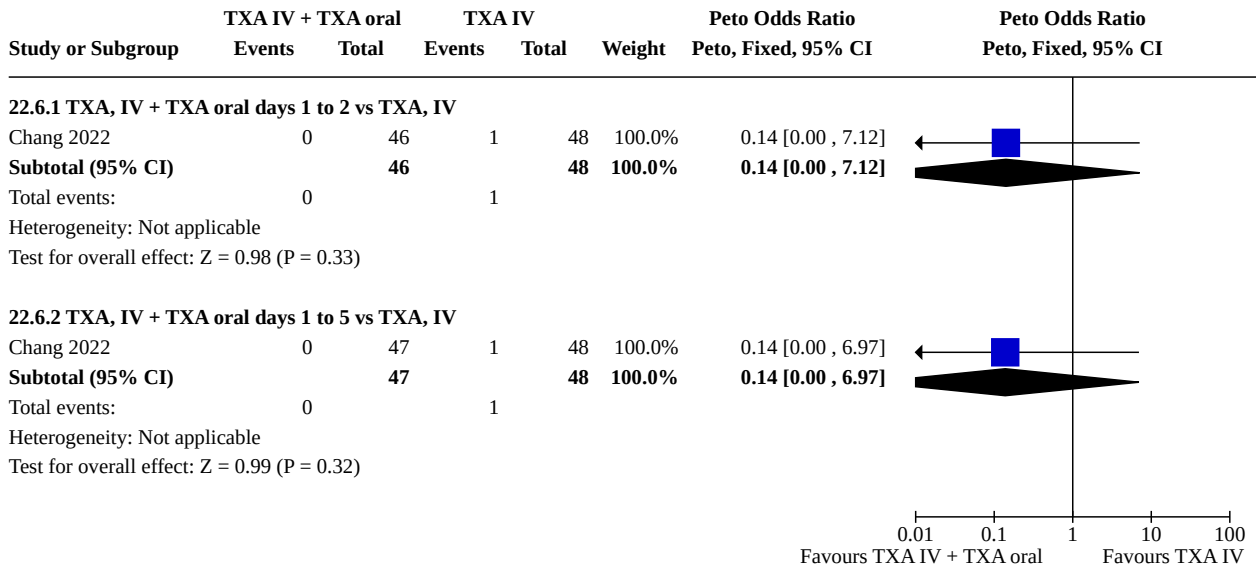 TXA IV + TXA oral TXA IV Peto Odds Ratio Peto Odds Ratio
Study or Subgroup Events Total Events Total Weight Peto, Fixed, 95% CI Peto, Fixed, 95% CI
22.6.1 TXA, IV + TXA oral days 1 to 2 vs TXA, IV
Chang 2022 0 46 1 48 100.0% 0.14 [0.00 , 7.12]
Subtotal (95% CI) 46 48 100.0% 0.14 [0.00 , 7.12]
Total events: 0 1
Heterogeneity: Not applicable
Test for overall effect: Z = 0.98 (P = 0.33)
22.6.2 TXA, IV + TXA oral days 1 to 5 vs TXA, IV
Chang 2022 0 47 1 48 100.0% 0.14 [0.00 , 6.97]
Subtotal (95% CI) 47 48 100.0% 0.14 [0.00 , 6.97]
Total events: 0 1
Heterogeneity: Not applicable
Test for overall effect: Z = 0.99 (P = 0.32)
0.01 0.1 1 10 100
Favours TXA IV + TXA oral Favours TXA IV